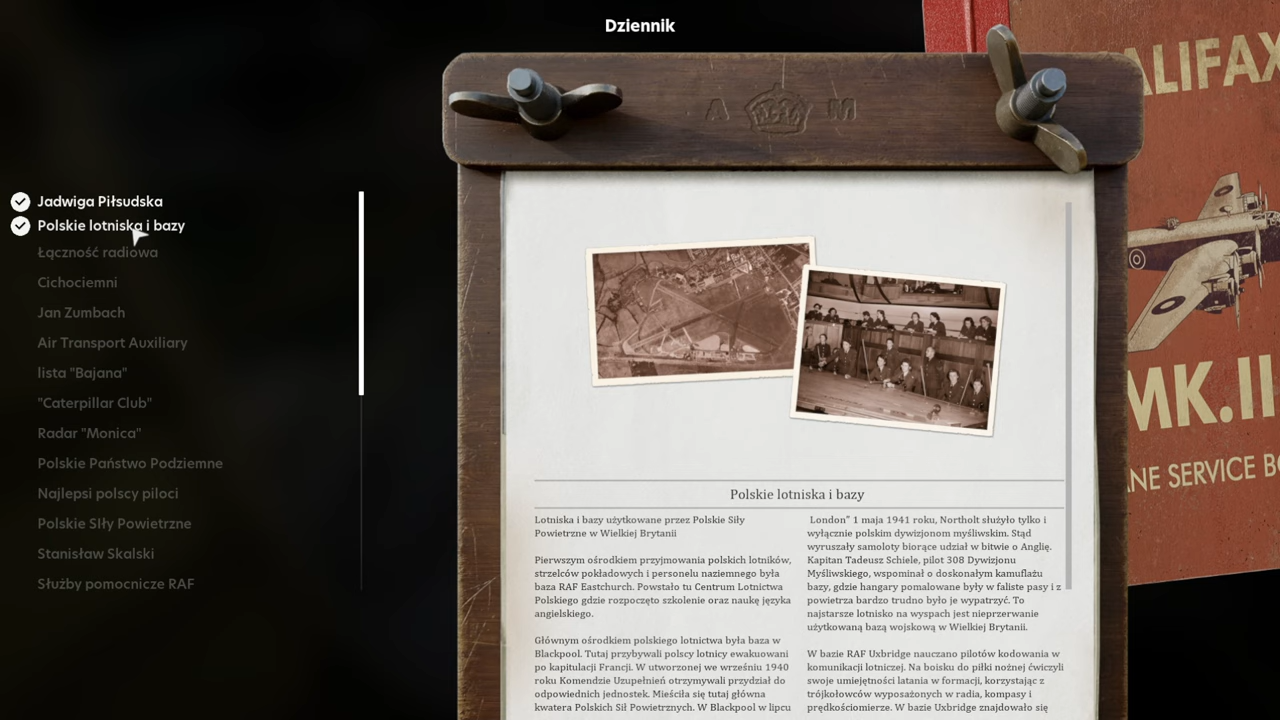 Dziennik
A M
ALIFAX
MK.II
NE SERVICE BO
Jadwiga Piłsudska
Polskie lotniska i bazy
Łączność radiowa
Cichociemni
Jan Zumbach
Air Transport Auxiliary
lista "Bajana"
"Caterpillar Club"
Radar "Monica"
Polskie Państwo Podziemne
Najlepsi polscy piloci
Polskie SIły Powietrzne
Stanisław Skalski
Służby pomocnicze RAF
Polskie lotniska i bazy
Lotniska i bazy użytkowane przez Polskie Siły
Powietrzne w Wielkiej Brytanii
Pierwszym ośrodkiem przyjmowania polskich lotników,
strzelców pokładowych i personelu naziemnego była
baza RAF Eastchurch. Powstało tu Centrum Lotnictwa
Polskiego gdzie rozpoczęto szkolenie oraz naukę języka
angielskiego.
Głównym ośrodkiem polskiego lotnictwa była baza w
Blackpool. Tutaj przybywali polscy lotnicy ewakuowani
po kapitulacji Francji. W utworzonej we wrześniu 1940
roku Komendzie Uzupełnień otrzymywali przydział do
odpowiednich jednostek. Mieściła się tutaj główna
kwatera Polskich Sił Powietrznych. W Blackpool w lipcu
London" 1 maja 1941 roku, Northolt służyło tylko i
wyłącznie polskim dywizjonom myśliwskim. Stąd
wyruszały samoloty biorące udział w bitwie o Anglię.
Kapitan Tadeusz Schiele, pilot 308 Dywizjonu
Myśliwskiego, wspominał o doskonałym kamuflażu
bazy, gdzie hangary pomalowane były w faliste pasy i z
powietrza bardzo trudno było je wypatrzyć. To
najstarsze lotnisko na wyspach jest nieprzerwanie
użytkowaną bazą wojskową w Wielkiej Brytanii.
W bazie RAF Uxbridge nauczano pilotów kodowania w
komunikacji lotniczej. Na boisku do piłki nożnej ćwiczyli
swoje umiejętności latania w formacji, korzystając z
trójkołowców wyposażonych w radia, kompasy i
prędkościomierze. W bazie Uxbridge znajdowało się